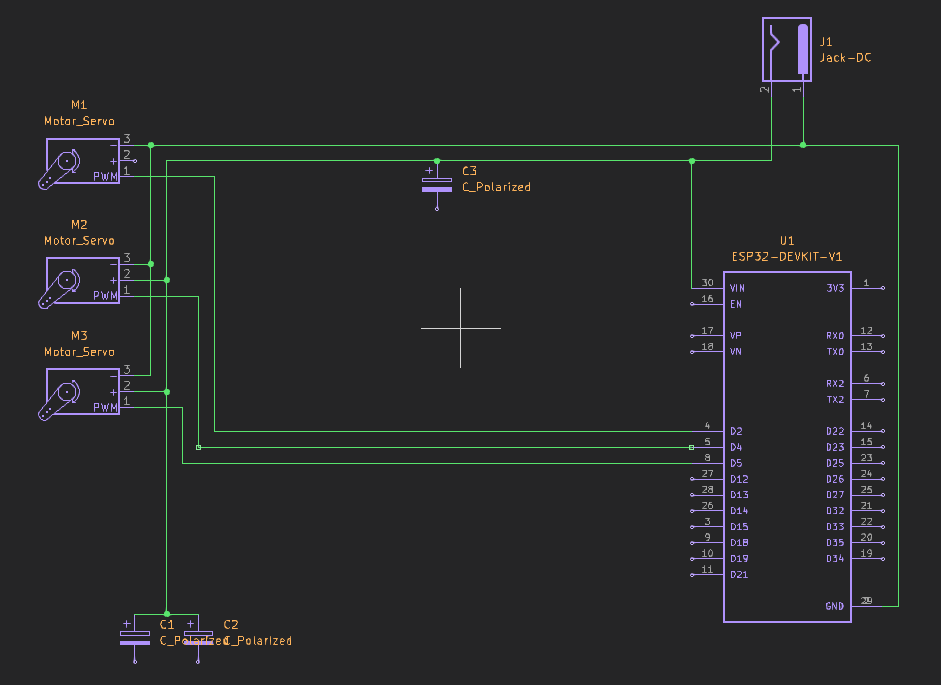 J1
Jack-DC
2
1
M1
Motor_Servo
3
-
2
+
1
PWM
C3
+
C_Polarized
M2
Motor_Servo
3
-
2
+
1
PWM
U1
ESP32-DEVKIT-V1
30 VIN 3V3 1
16 EN
17 VP RX0 12
18 VN TX0 13
M3
Motor_Servo
3
-
2
+
1
PWM
RX2 6
TX2 7
4 D2 D22 14
5 D4 D23 15
8 D5 D25 23
27 D12 D26 24
28 D13 D27 25
26 D14 D32 21
3 D15 D33 22
9 D18 D35 20
10 D19 D34 19
11 D21
GND
+ C1 + C2
C_Polarized C_Polarized